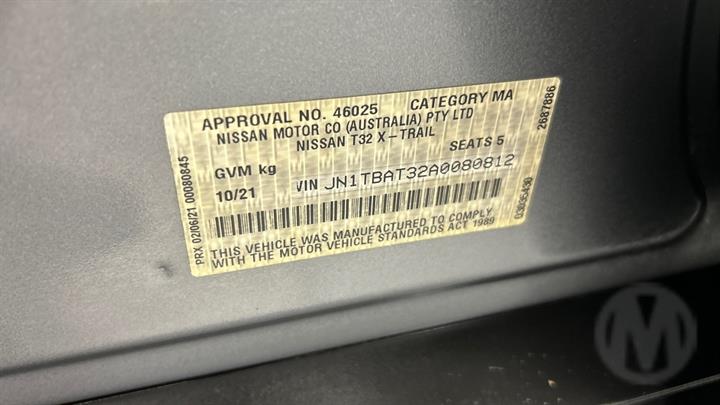 APPROVAL NO. 46025 CATEGORY MA
NISSAN MOTOR CO (AUSTRALIA) PTY LTD
NISSAN T32 X-TRAIL
GVM kg SEATS 5
10/21 VIN JN1TBAT32A0080812
THIS VEHICLE WAS MANUFACTURED TO COMPLY
WITH THE MOTOR VEHICLE STANDARDS ACT 1989
PRX 02/06/21 00080845
2687886
M